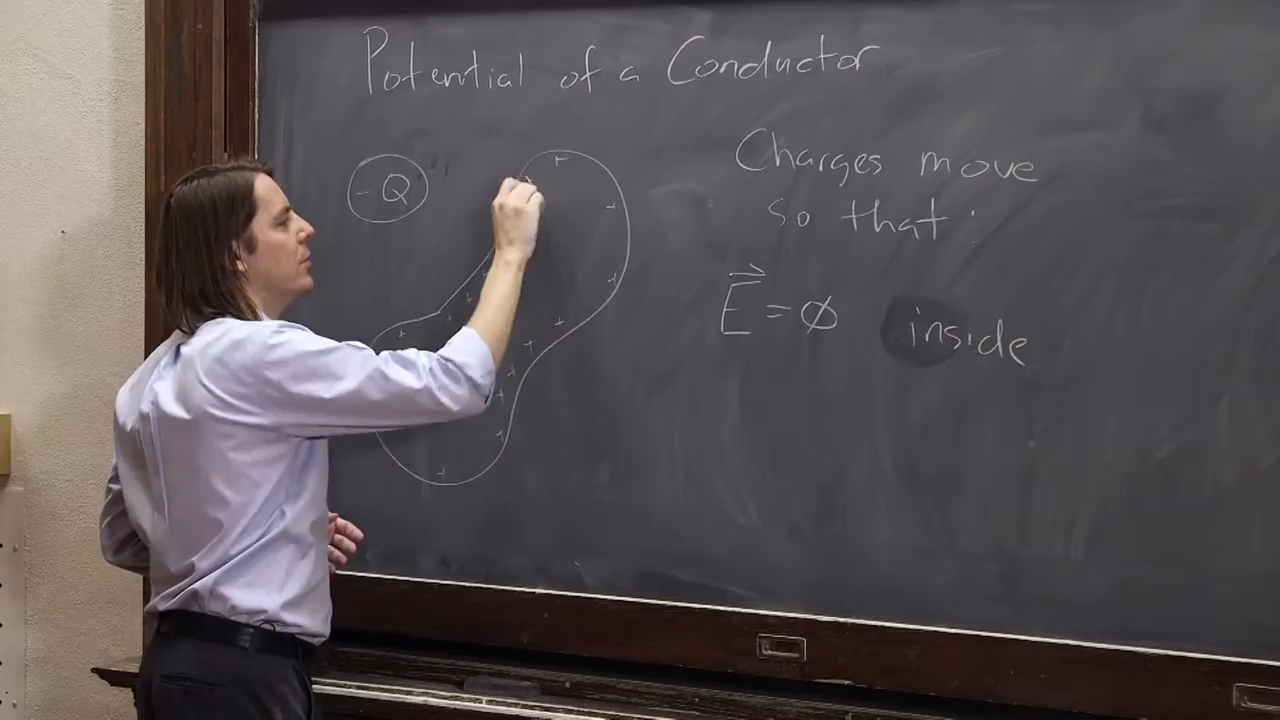 Potential of a Conductor
Charges move
so that:
E⃗ = ∅ inside
- Q
+ + + + + + + + + + + + +